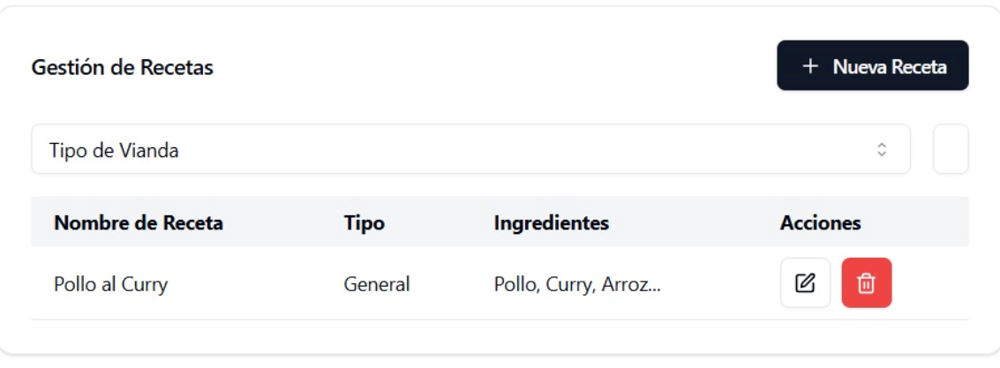 Gestión de Recetas
+ Nueva Receta
Tipo de Vianda
Nombre de Receta Tipo Ingredientes Acciones
Pollo al Curry General Pollo, Curry, Arroz...